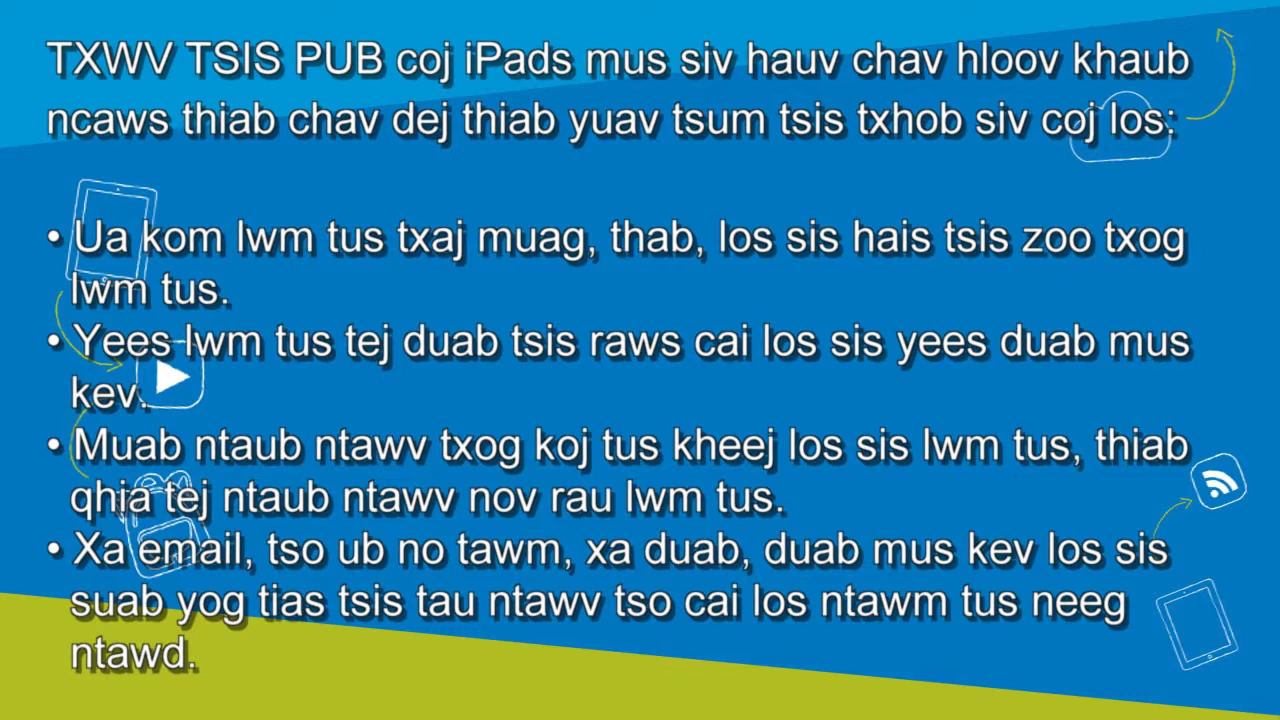 TXWV TSIS PUB coj iPads mus siv hauv chav hloov khaub
ncaws thiab chav dej thiab yuav tsum tsis txhob siv coj los:
• Ua kom lwm tus txaj muag, thab, los sis hais tsis zoo txog
lwm tus.
• Yees lwm tus tej duab tsis raws cai los sis yees duab mus
kev.
• Muab ntaub ntawv txog koj tus kheej los sis lwm tus, thiab
qhia tej ntaub ntawv nov rau lwm tus.
• Xa email, tso ub no tawm, xa duab, duab mus kev los sis
suab yog tias tsis tau ntawv tso cai los ntawm tus neeg
ntawd.